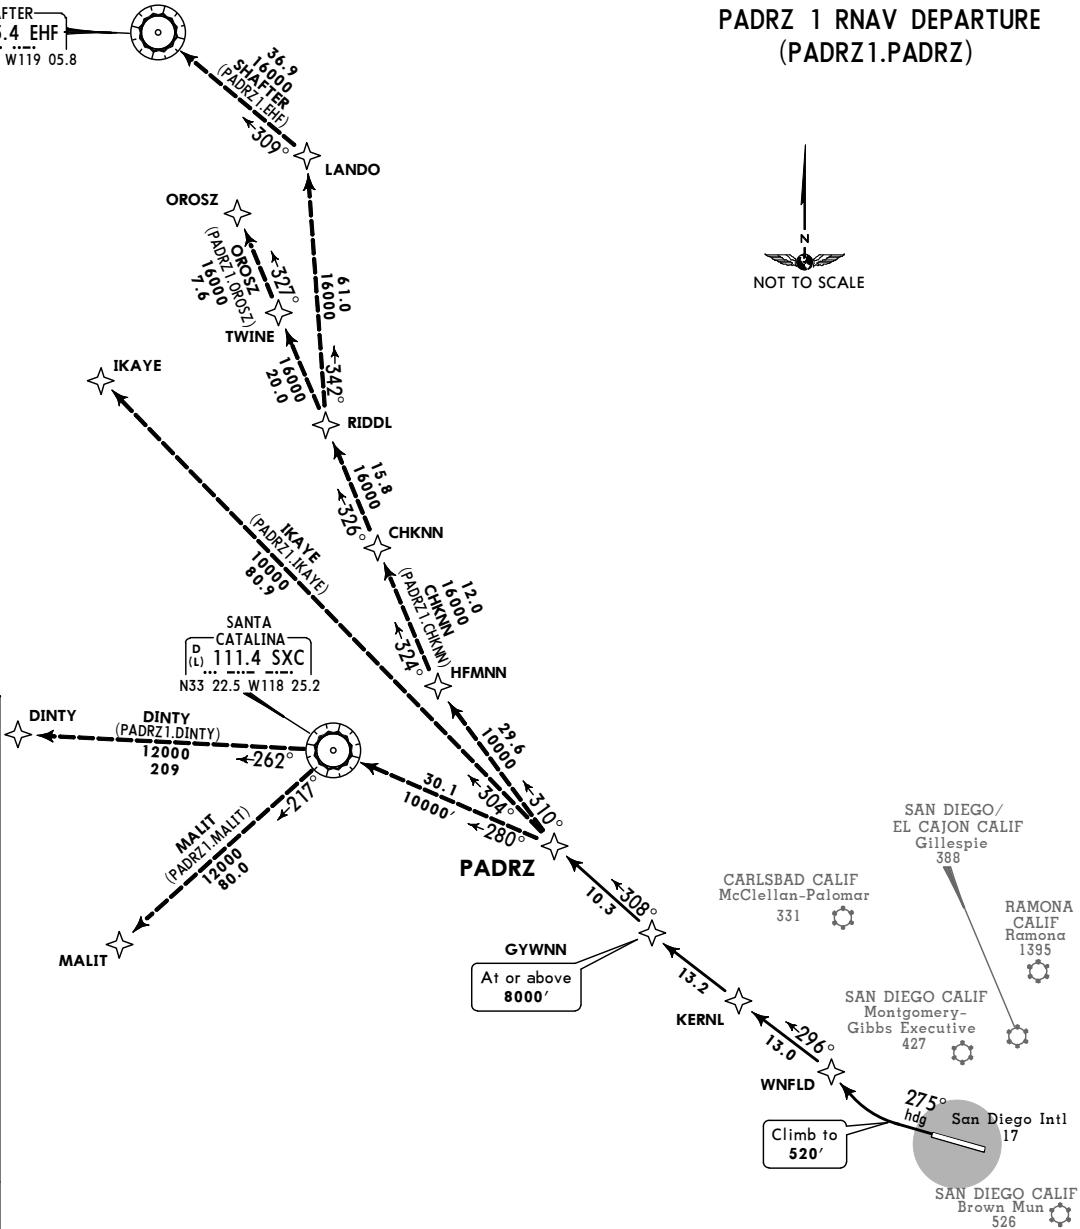 PADRZ 1 RNAV DEPARTURE
(PADRZ1.PADRZ)
N
NOT TO SCALE
5.4 EHF
W119 05.8
36.9
16000
SHAFTER
(PADRZ1.EHF)
309°
LANDO
OROSZ
OROSZ
(PADRZ1.OROSZ)
16000
7.6
327°
TWINE
61.0
16000
342°
16000
20.0
IKAYE
RIDDL
15.8
16000
326°
CHKNN
IKAYE
(PADRZ1.IKAYE)
10000
80.9
12.0
16000
CHKNN
(PADRZ1.CHKNN)
324°
HFMNN
SANTA
CATALINA
D
(L) 111.4 SXC
N33 22.5 W118 25.2
DINTY
DINTY
(PADRZ1.DINTY)
12000
209
262°
217°
MALIT
(PADRZ1.MALIT)
12000
80.0
MALIT
29.6
10000
310°
304°
30.1
10000'
280°
PADRZ
308°
10.3
GYWNN
At or above
8000'
13.2
KERNL
296°
13.0
WNFLD
275°
hdg
Climb to
520'
San Diego Intl
17
SAN DIEGO/
EL CAJON CALIF
Gillespie
388
CARLSBAD CALIF
McClellan-Palomar
331
RAMONA
CALIF
Ramona
1395
SAN DIEGO CALIF
Montgomery-
Gibbs Executive
427
SAN DIEGO CALIF
Brown Mun
526